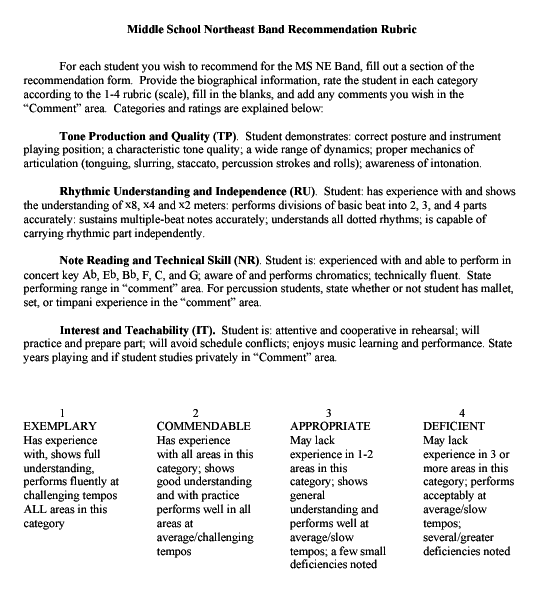 Middle School Northeast Band Recommendation Rubric
For each student you wish to recommend for the MS NE Band, fill out a section of the
recommendation form. Provide the biographical information, rate the student in each category
according to the 1-4 rubric (scale), fill in the blanks, and add any comments you wish in the
“Comment” area. Categories and ratings are explained below:
Tone Production and Quality (TP). Student demonstrates: correct posture and instrument
playing position; a characteristic tone quality; a wide range of dynamics; proper mechanics of
articulation (tonguing, slurring, staccato, percussion strokes and rolls); awareness of intonation.
Rhythmic Understanding and Independence (RU). Student: has experience with and shows
the understanding of x8, x4 and x2 meters: performs divisions of basic beat into 2, 3, and 4 parts
accurately: sustains multiple-beat notes accurately; understands all dotted rhythms; is capable of
carrying rhythmic part independently.
Note Reading and Technical Skill (NR). Student is: experienced with and able to perform in
concert key Ab, Eb, Bb, F, C, and G; aware of and performs chromatics; technically fluent. State
performing range in “comment” area. For percussion students, state whether or not student has mallet,
set, or timpani experience in the “comment” area.
Interest and Teachability (IT). Student is: attentive and cooperative in rehearsal; will
practice and prepare part; will avoid schedule conflicts; enjoys music learning and performance. State
years playing and if student studies privately in “Comment” area.
1
EXEMPLARY
Has experience
with, shows full
understanding,
performs fluently at
challenging tempos
ALL areas in this
category
2
COMMENDABLE
Has experience
with all areas in this
category; shows
good understanding
and with practice
performs well in all
areas at
average/challenging
tempos
3
APPROPRIATE
May lack
experience in 1-2
areas in this
category; shows
general
understanding and
performs well at
average/slow
tempos; a few small
deficiencies noted
4
DEFICIENT
May lack
experience in 3 or
more areas in this
category; performs
acceptably at
average/slow
tempos;
several/greater
deficiencies noted